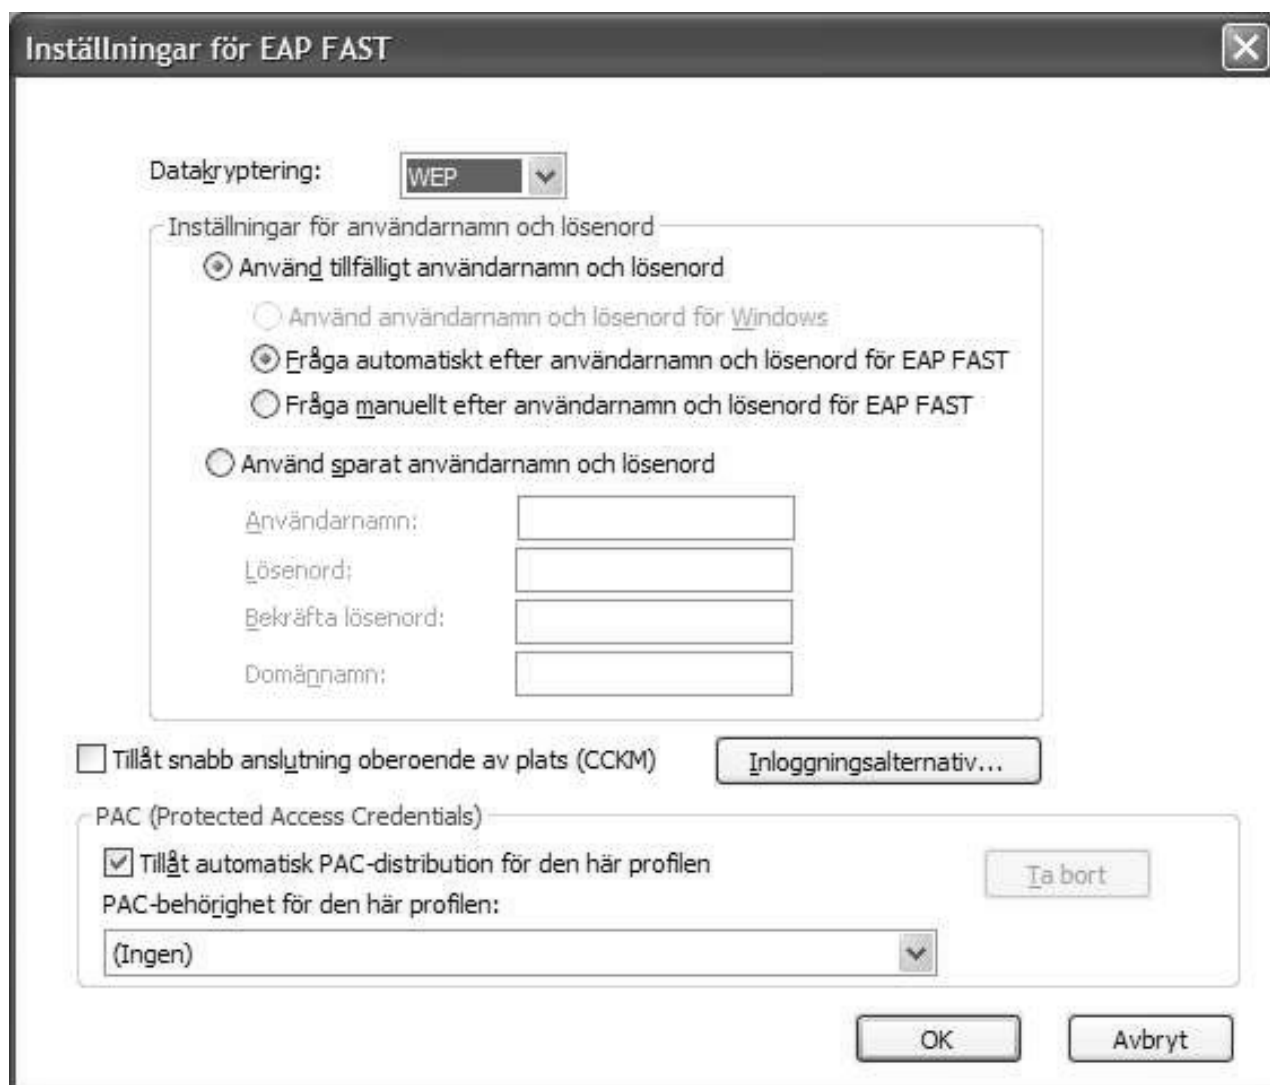 Inställningar för EAP FAST
Datakryptering: WEP
Inställningar för användarnamn och lösenord
Använd tillfälligt användarnamn och lösenord
Använd användarnamn och lösenord för Windows
Fråga automatiskt efter användarnamn och lösenord för EAP FAST
Fråga manuellt efter användarnamn och lösenord för EAP FAST
Använd sparat användarnamn och lösenord
Användarnamn:
Lösenord:
Bekräfta lösenord:
Domännamn:
Tillåt snabb anslutning oberoende av plats (CCKM) Inloggningsalternativ...
PAC (Protected Access Credentials)
Tillåt automatisk PAC-distribution för den här profilen
Ta bort
PAC-behörighet för den här profilen:
(Ingen)
OK Avbryt